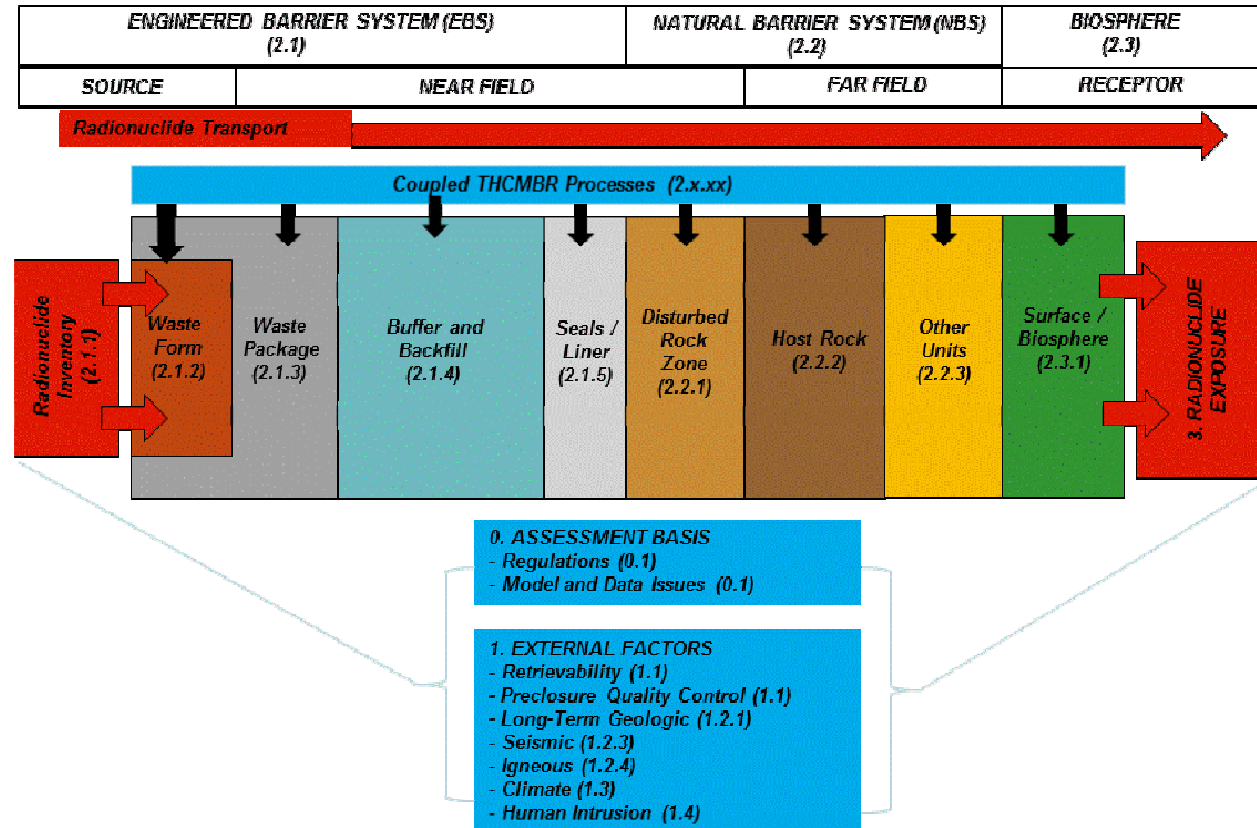 ENGINEERED BARRIER SYSTEM (EBS)
(2.1)
NATURAL BARRIER SYSTEM (NBS)
(2.2)
BIOSPHERE
(2.3)
SOURCE
NEAR FIELD
FAR FIELD
RECEPTOR
Radionuclide Transport
Coupled THCMBR Processes (2.x.xx)
Radionuclide
Inventory
(2.1.1)
Waste
Form
(2.1.2)
Waste
Package
(2.1.3)
Buffer and
Backfill
(2.1.4)
Seals /
Liner
(2.1.5)
Disturbed
Rock
Zone
(2.2.1)
Host Rock
(2.2.2)
Other
Units
(2.2.3)
Surface /
Biosphere
(2.3.1)
3. RADIONUCLIDE
EXPOSURE
0. ASSESSMENT BASIS
- Regulations (0.1)
- Model and Data Issues (0.1)
1. EXTERNAL FACTORS
- Retrievability (1.1)
- Preclosure Quality Control (1.1)
- Long-Term Geologic (1.2.1)
- Seismic (1.2.3)
- Igneous (1.2.4)
- Climate (1.3)
- Human Intrusion (1.4)